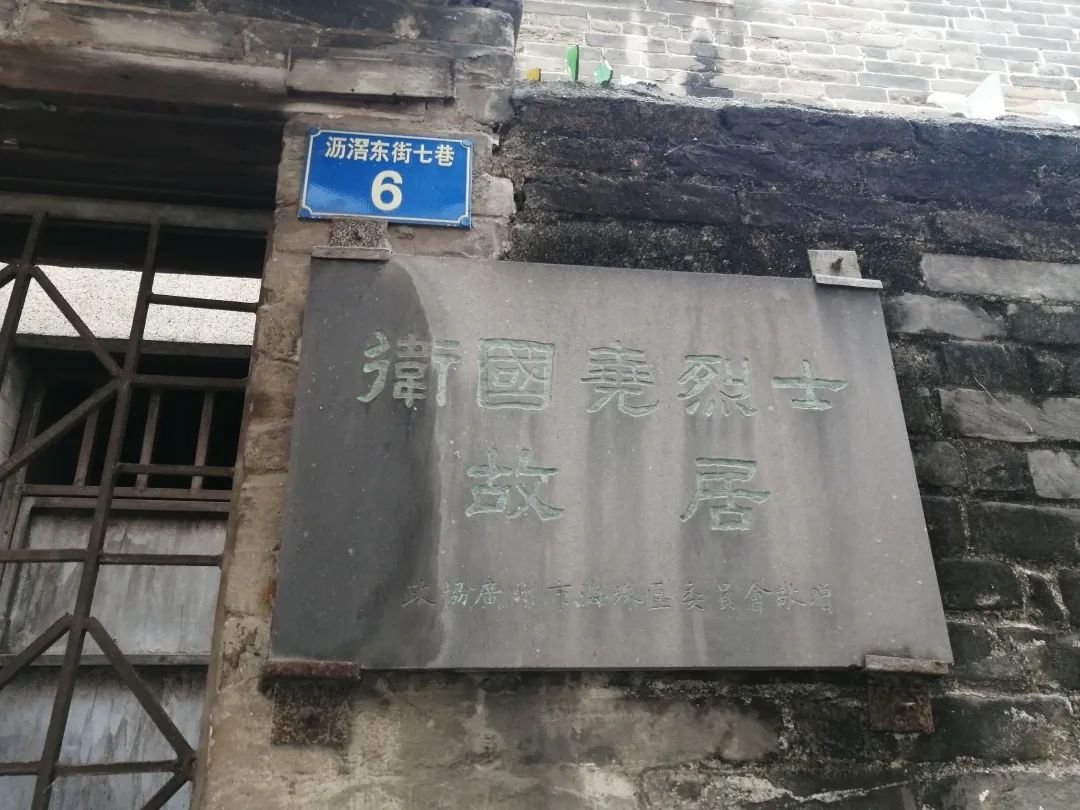 沥滘东街七巷
6
衛國堯烈士
故居
政協廣州市海珠區委員會敬贈